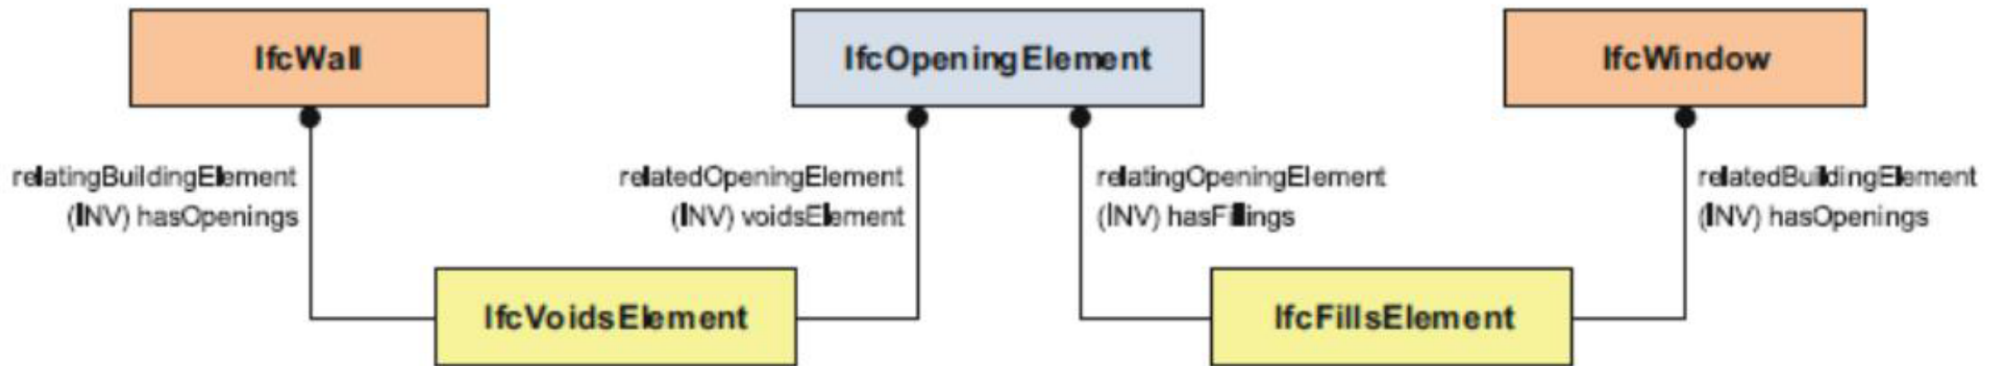 IfcWall
IfcOpeningElement
IfcWindow
relatingBuildingElement
(INV) hasOpenings
relatedOpeningElement
(INV) voidsElement
relatingOpeningElement
(INV) hasFillings
relatedBuildingElement
(INV) hasOpenings
IfcVoidsElement
IfcFillsElement